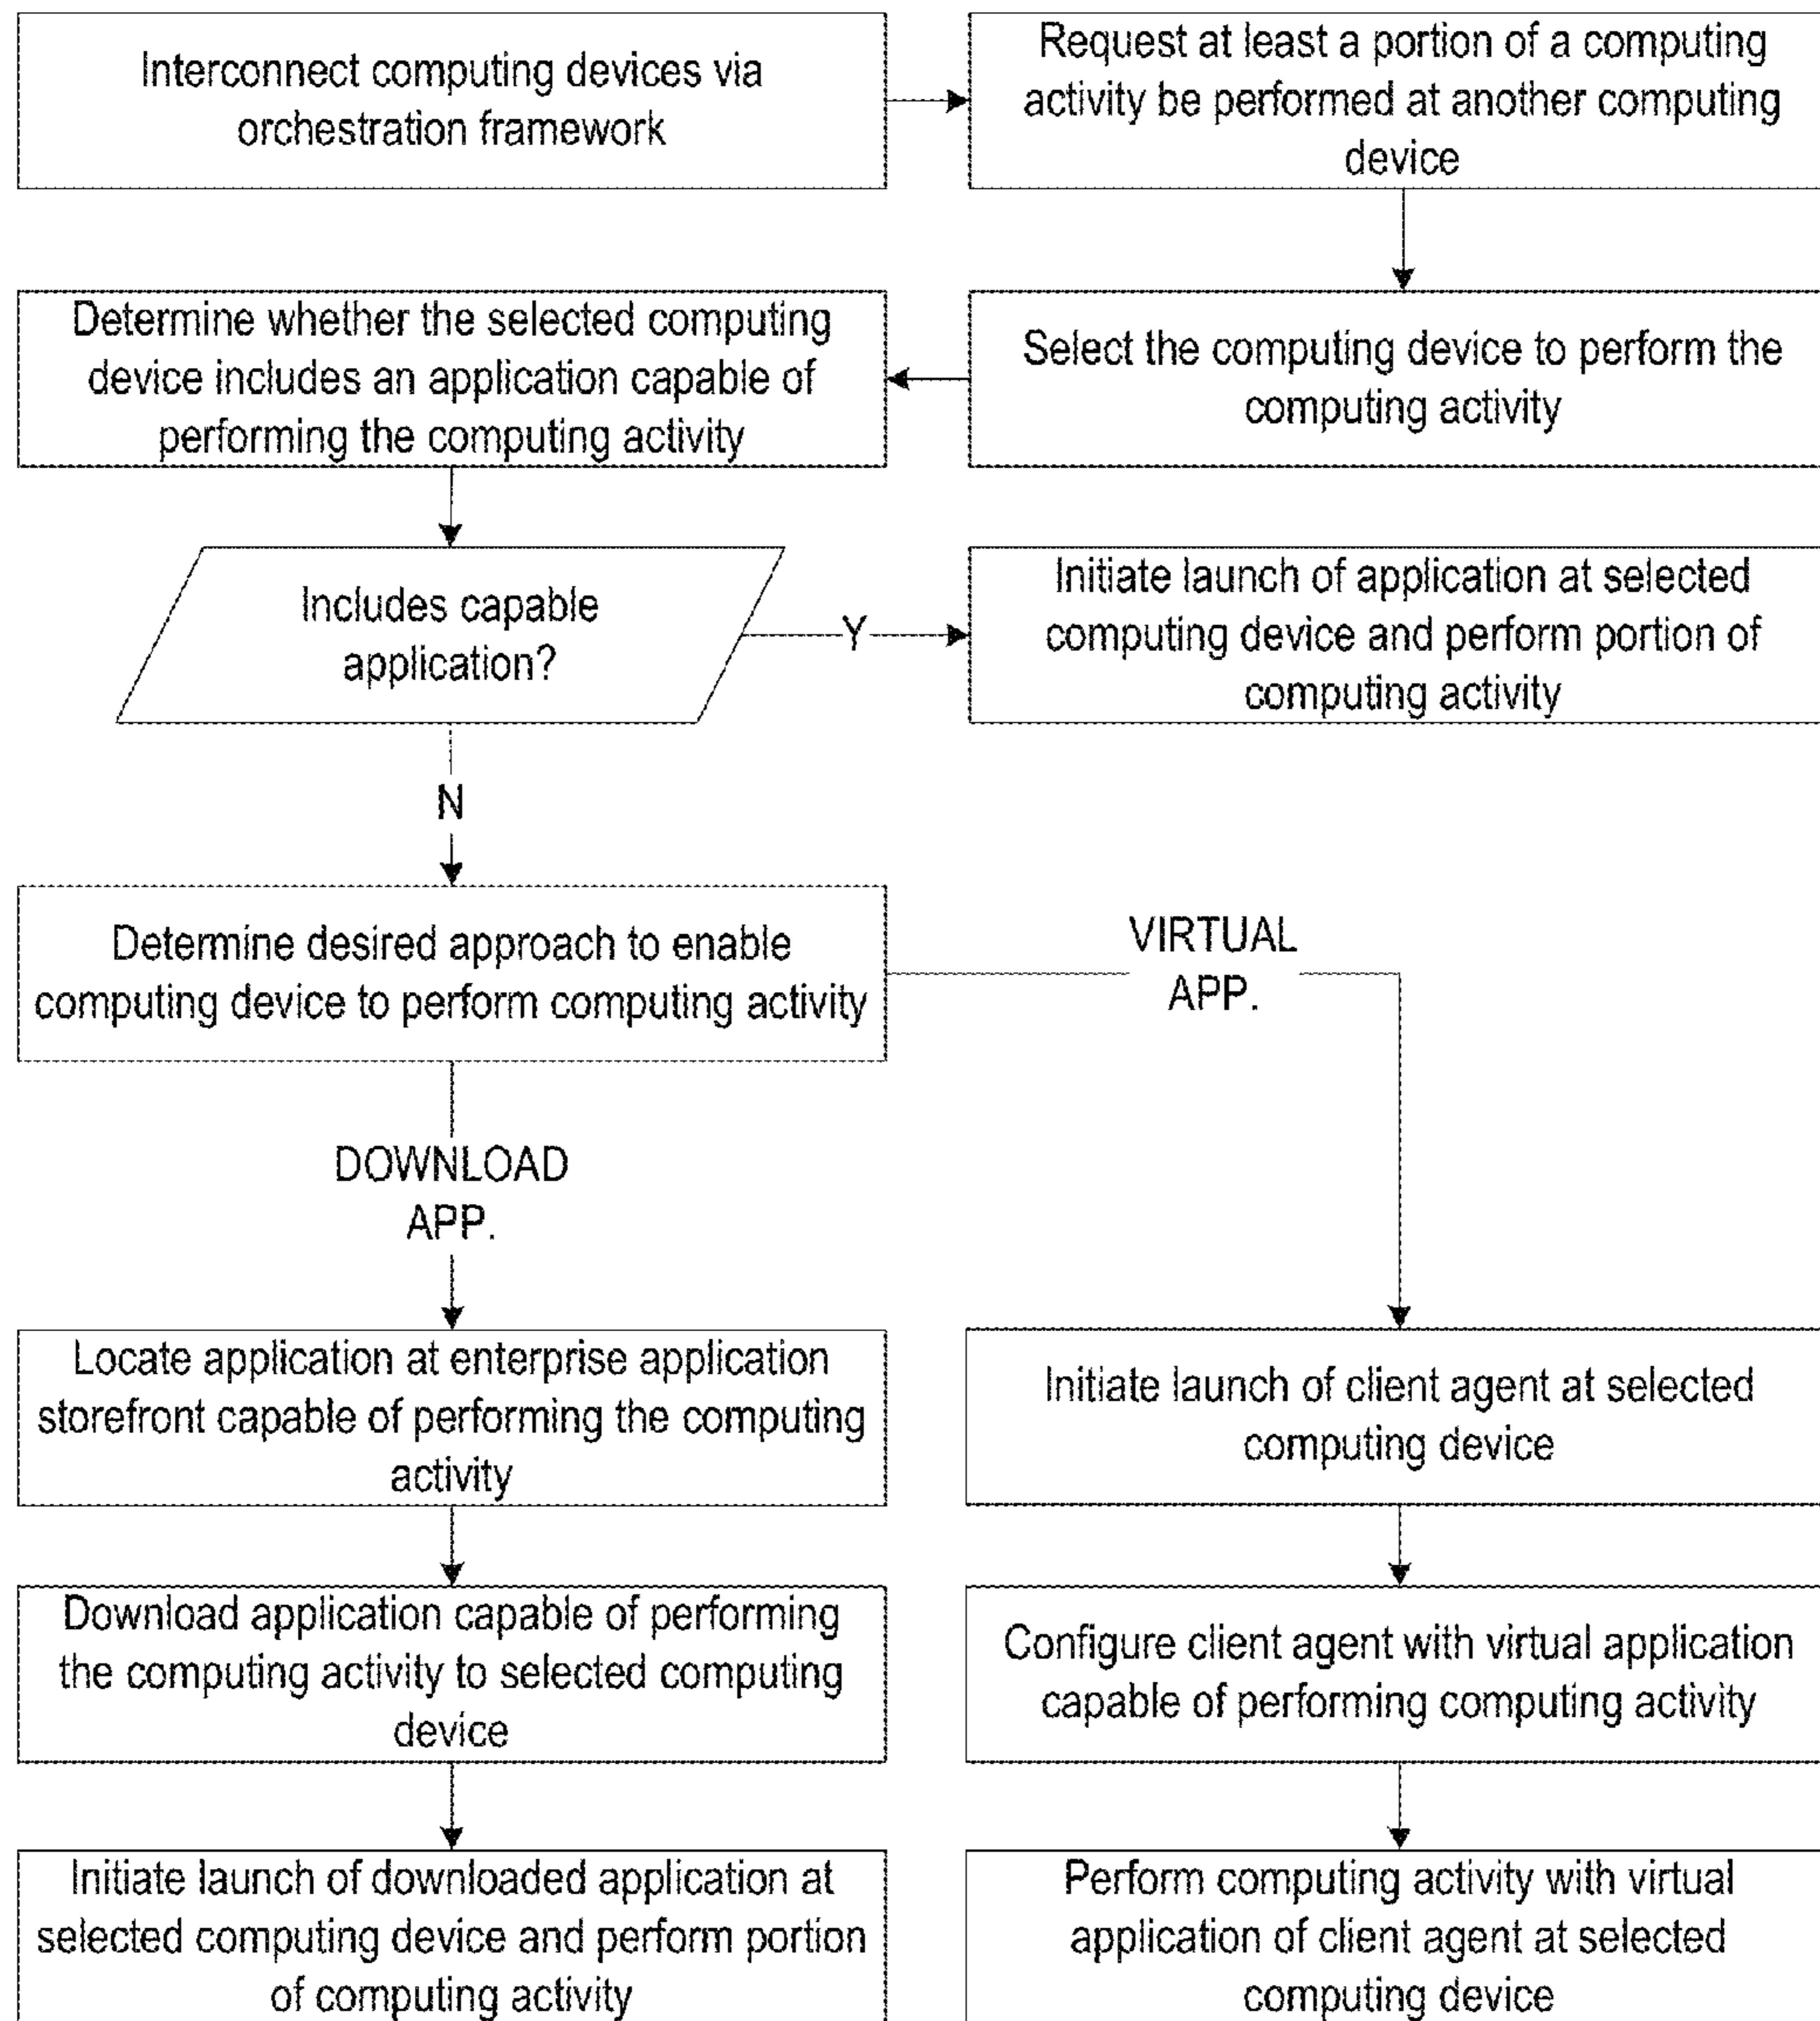 Interconnect computing devices via
orchestration framework
Request at least a portion of a computing
activity be performed at another computing
device
Select the computing device to perform the
computing activity
Determine whether the selected computing
device includes an application capable of
performing the computing activity
Includes capable
application?
Y
Initiate launch of application at selected
computing device and perform portion of
computing activity
N
Determine desired approach to enable
computing device to perform computing activity
VIRTUAL
APP.
DOWNLOAD
APP.
Locate application at enterprise application
storefront capable of performing the computing
activity
Download application capable of performing
the computing activity to selected computing
device
Initiate launch of downloaded application at
selected computing device and perform portion
of computing activity
Initiate launch of client agent at selected
computing device
Configure client agent with virtual application
capable of performing computing activity
Perform computing activity with virtual
application of client agent at selected
computing device